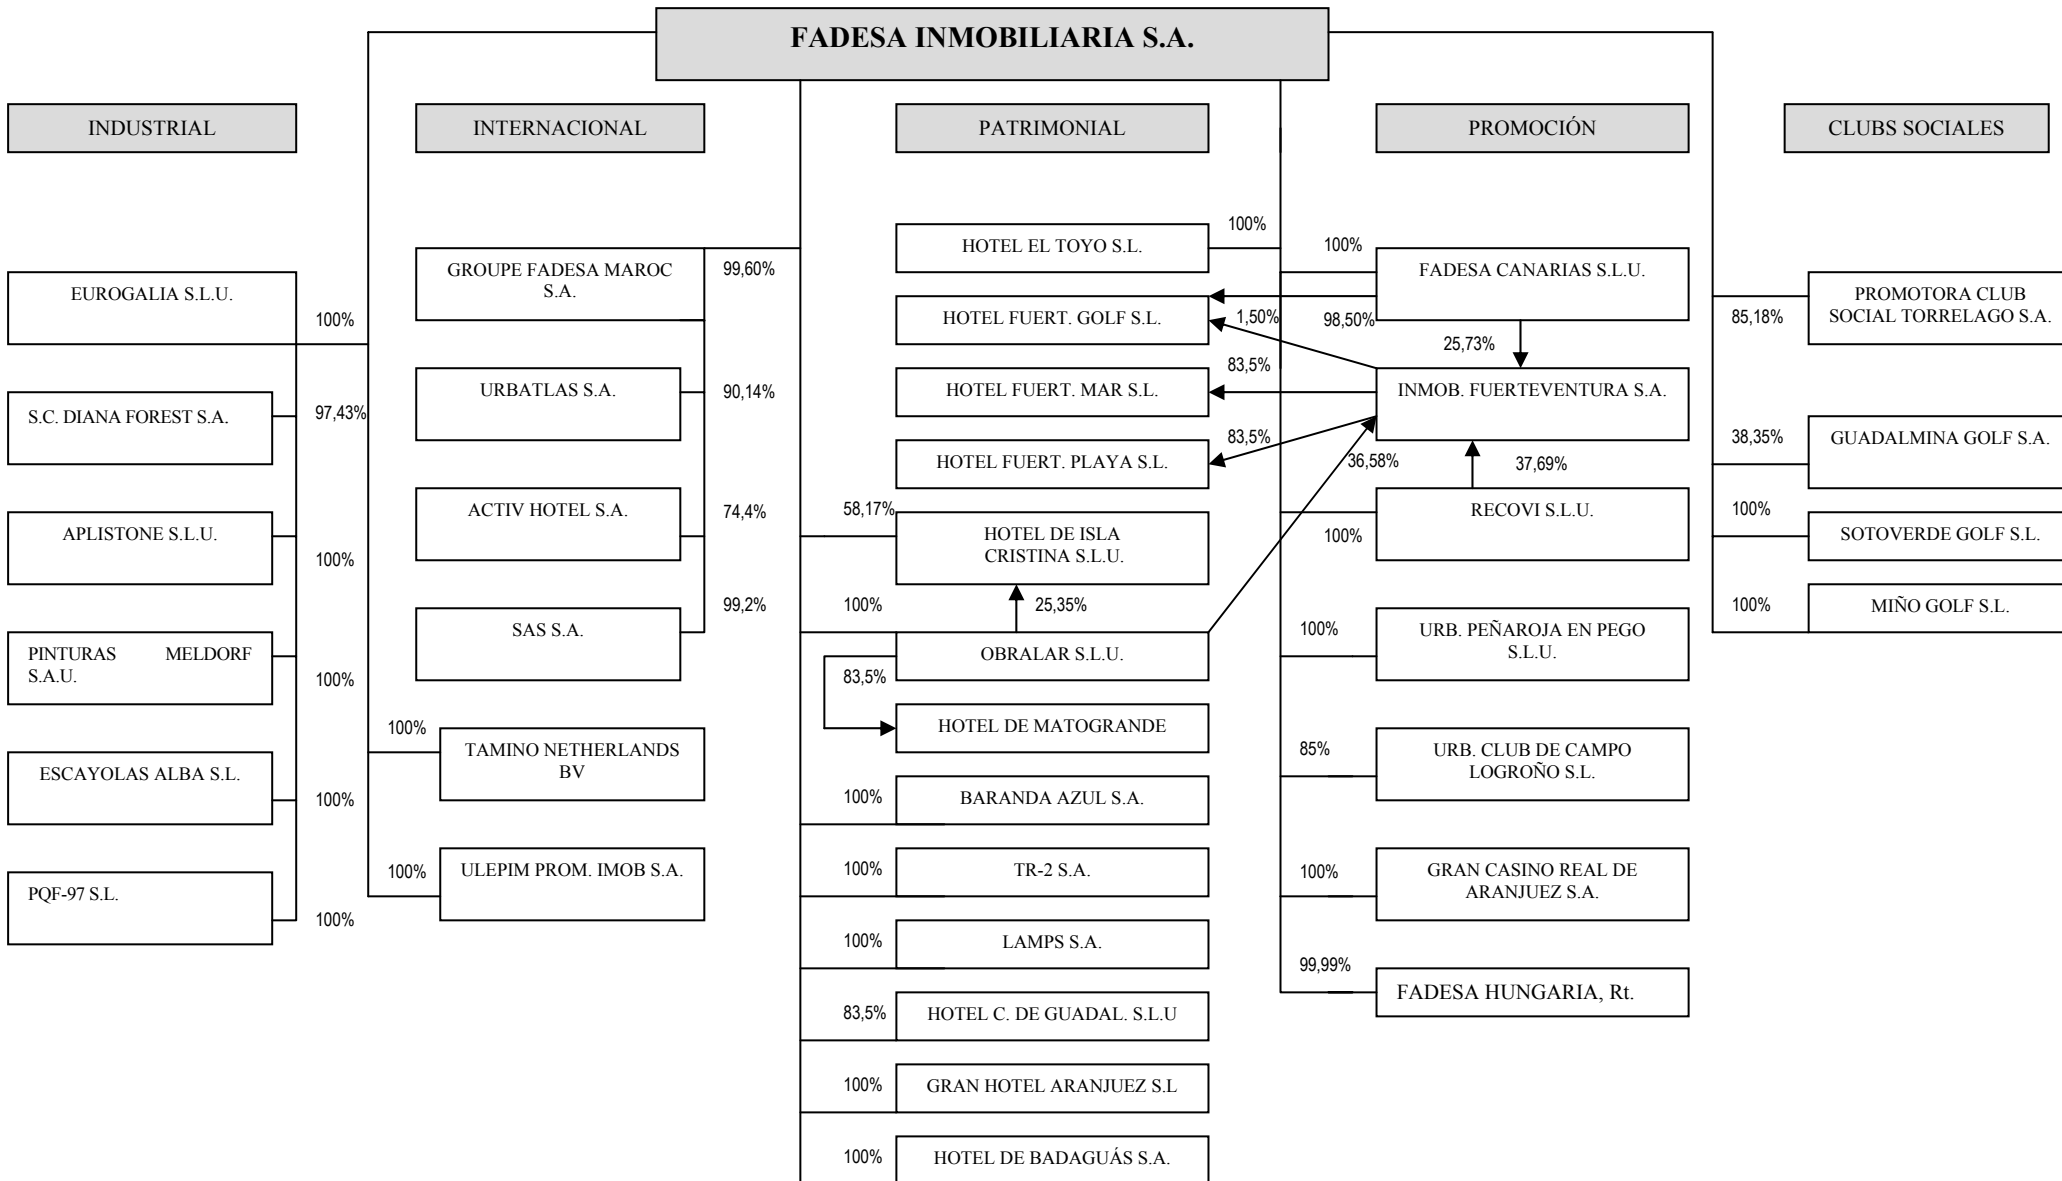 FADESA INMOBILIARIA S.A.
INDUSTRIAL
INTERNACIONAL
PATRIMONIAL
PROMOCIÓN
CLUBS SOCIALES
EUROGALIA S.L.U.
100%
S.C. DIANA FOREST S.A.
97,43%
APLISTONE S.L.U.
100%
PINTURAS MELDORF
S.A.U.
100%
ESCAYOLAS ALBA S.L.
100%
PQF-97 S.L.
100%
GROUPE FADESA MAROC
S.A.
99,60%
URBATLAS S.A.
90,14%
ACTIV HOTEL S.A.
74,4%
SAS S.A.
99,2%
100%
TAMINO NETHERLANDS
BV
100%
ULEPIM PROM. IMOB S.A.
HOTEL EL TOYO S.L.
100%
HOTEL FUERT. GOLF S.L.
1,50%
98,50%
HOTEL FUERT. MAR S.L.
83,5%
HOTEL FUERT. PLAYA S.L.
83,5%
58,17%
HOTEL DE ISLA
CRISTINA S.L.U.
100%
25,35%
OBRALAR S.L.U.
83,5%
HOTEL DE MATOGRANDE
100%
BARANDA AZUL S.A.
100%
TR-2 S.A.
100%
LAMPS S.A.
83,5%
HOTEL C. DE GUADAL. S.L.U
100%
GRAN HOTEL ARANJUEZ S.L
100%
HOTEL DE BADAGUÁS S.A.
100%
FADESA CANARIAS S.L.U.
25,73%
INMOB. FUERTEVENTURA S.A.
36,58%
37,69%
RECOVI S.L.U.
100%
100%
URB. PEÑAROJA EN PEGO
S.L.U.
85%
URB. CLUB DE CAMPO
LOGROÑO S.L.
100%
GRAN CASINO REAL DE
ARANJUEZ S.A.
99,99%
FADESA HUNGARIA, Rt.
85,18%
PROMOTORA CLUB
SOCIAL TORRELAGO S.A.
38,35%
GUADALMINA GOLF S.A.
100%
SOTOVERDE GOLF S.L.
100%
MIÑO GOLF S.L.